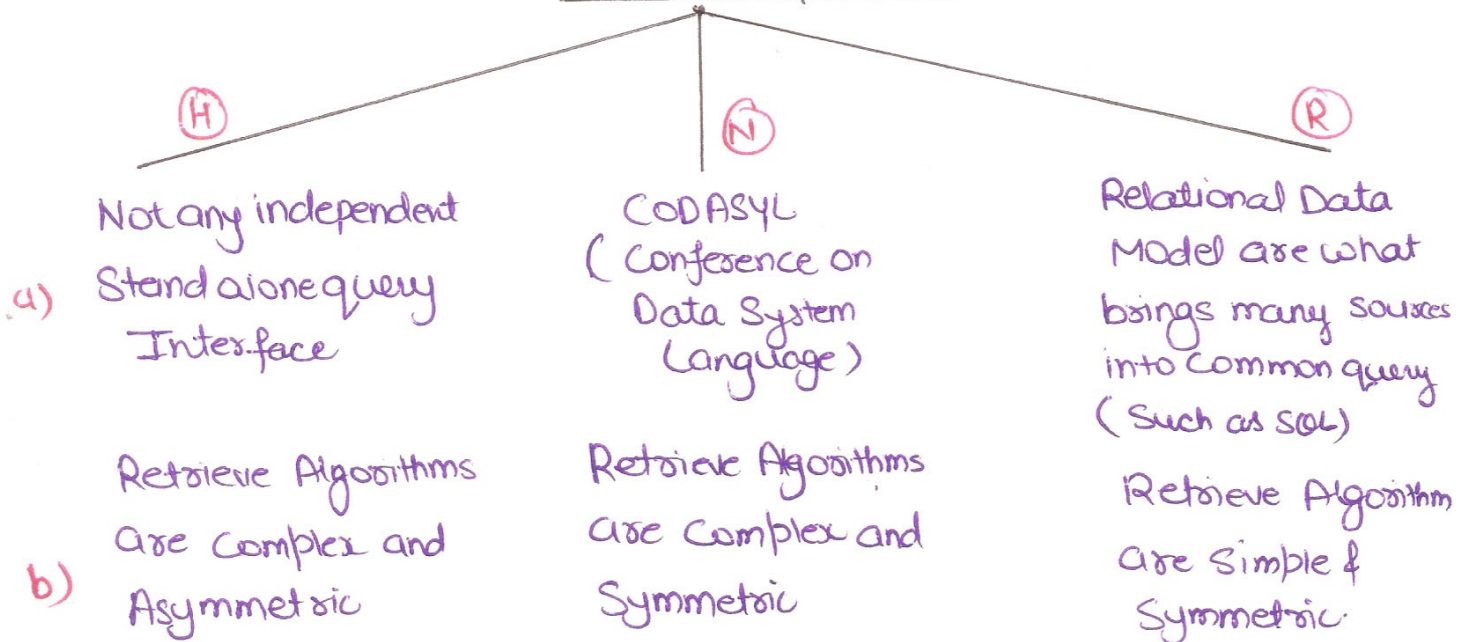 H
N
R
a)
Not any independent
Stand alone query
Interface
CODASYL
( Conference on
Data System
Language )
Relational Data
Model are what
brings many sources
into Common query
( Such as SQL)
b)
Retrieve Algorithms
are Complex and
Asymmetric
Retrieve Algorithms
are Complex and
Symmetric
Retrieve Algorithm
are Simple &
Symmetric.